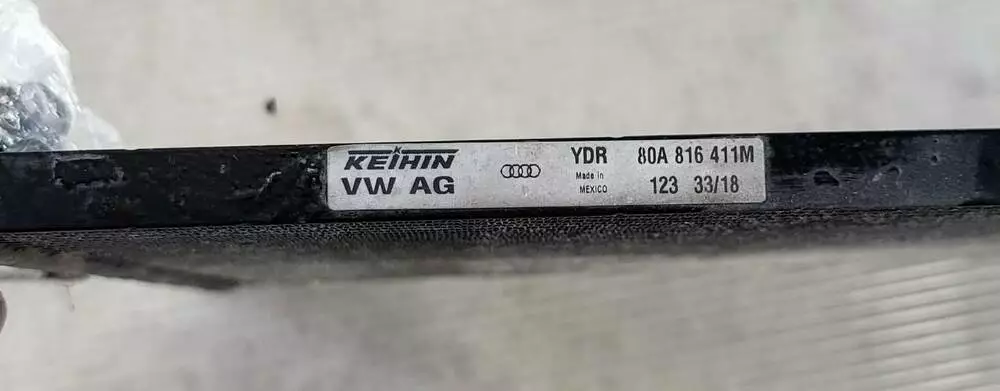 KEIHIN
VW AG
YDR 80A 816 411M
Made in
MEXICO
123 33/18